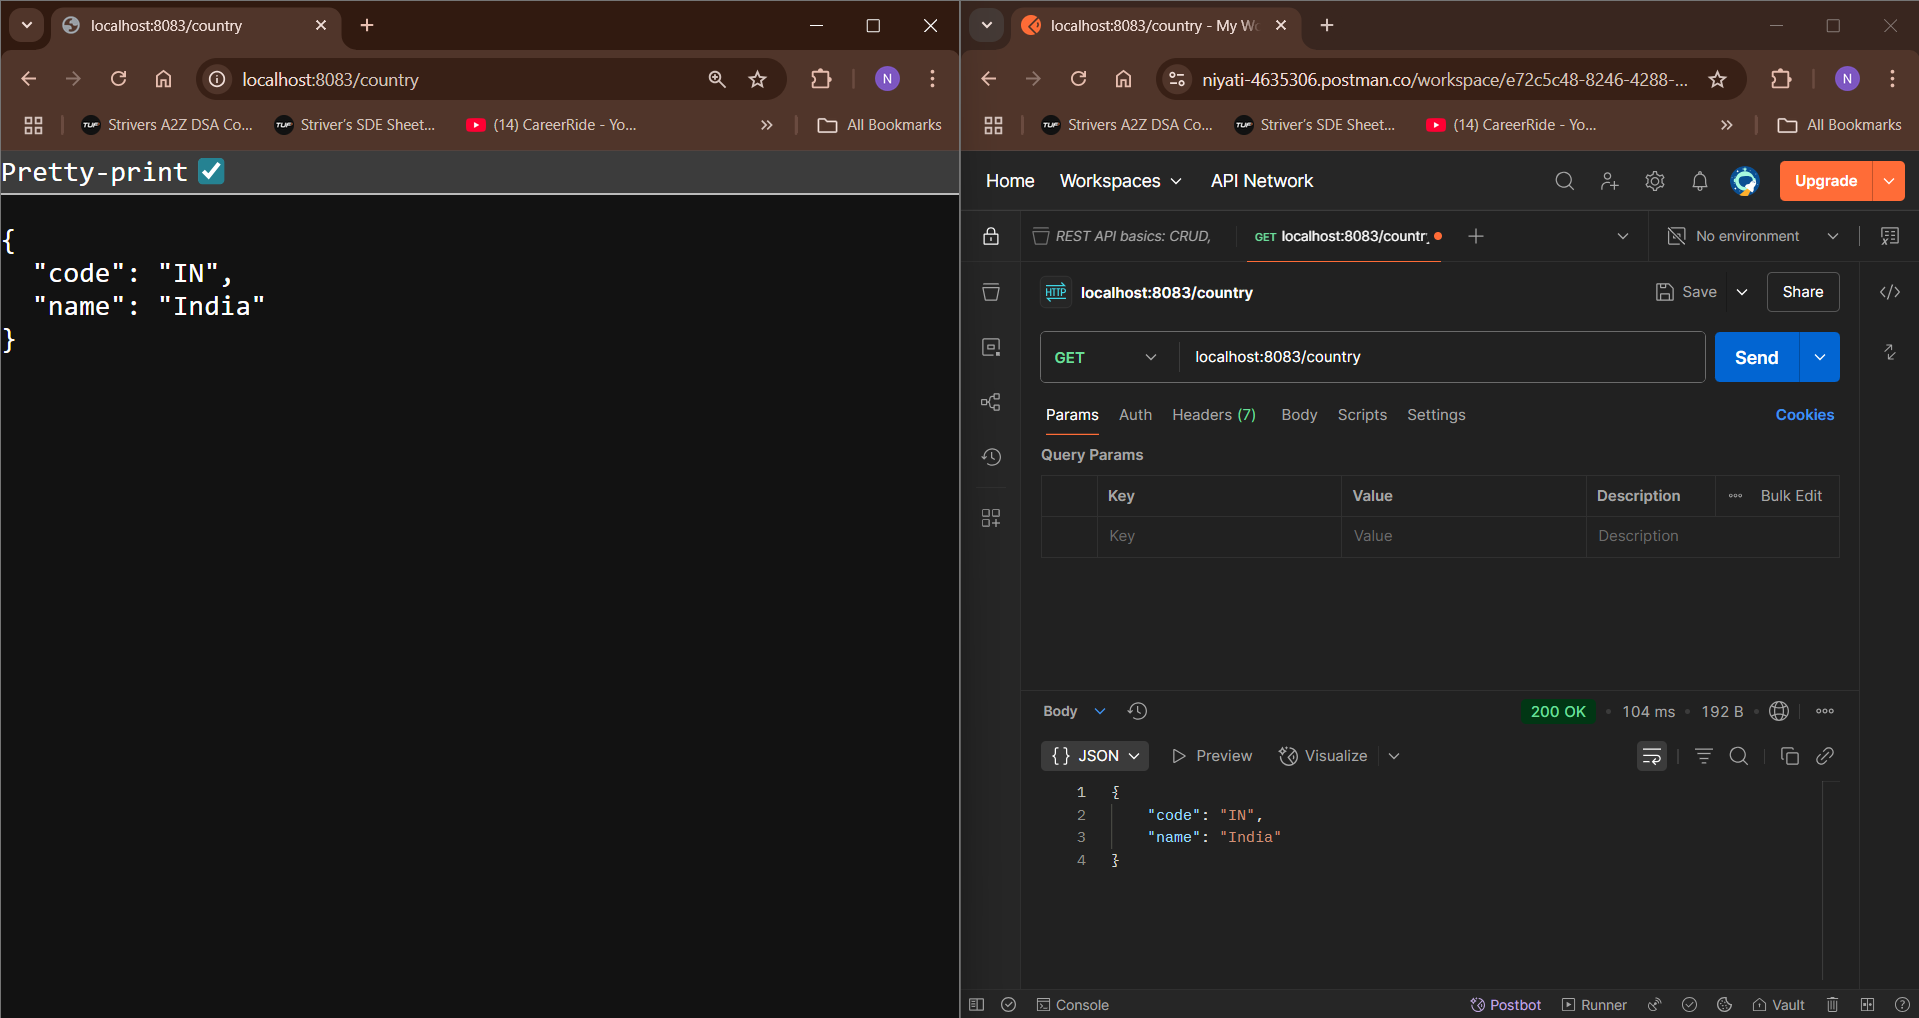 localhost:8083/country
localhost:8083/country
N
Strivers A2Z DSA Co...
Striver's SDE Sheet...
(14) CareerRide - Yo...
All Bookmarks
Pretty-print
{
"code": "IN",
"name": "India"
}
localhost:8083/country - My Wo
niyati-4635306.postman.co/workspace/e72c5c48-8246-4288-...
N
Strivers A2Z DSA Co...
Striver's SDE Sheet...
(14) CareerRide - Yo...
All Bookmarks
Home Workspaces API Network
Upgrade
REST API basics: CRUD,
GET localhost:8083/countr
No environment
HTTP localhost:8083/country
Save
Share
GET
localhost:8083/country
Send
Params Auth Headers (7) Body Scripts Settings
Cookies
Query Params
Key Value Description Bulk Edit
Key Value Description
Body
200 OK 104 ms 192 B
{} JSON Preview Visualize
1 {
2 "code": "IN",
3 "name": "India"
4 }
Console
Postbot Runner Vault